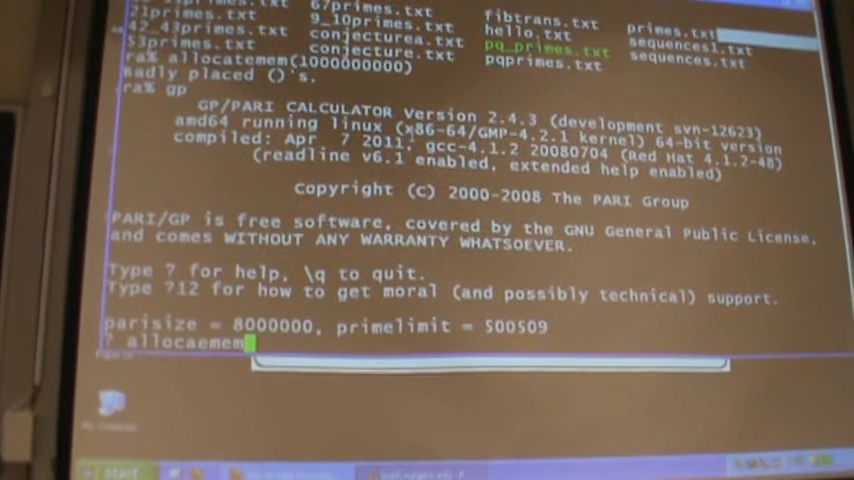 21primes.txt 67primes.txt fibtrans.txt primes.txt
42_43primes.txt 9_10primes.txt hello.txt sequences1.txt
53primes.txt conjecturea.txt pq_primes.txt sequences.txt
conjecture.txt pqprimes.txt
ra% allocatemem(1000000000)
Badly placed ()'s.
ra% gp
GP/PARI CALCULATOR Version 2.4.3 (development svn-12623)
amd64 running linux (x86-64/GMP-4.2.1 kernel) 64-bit version
compiled: Apr 7 2011, gcc-4.1.2 20080704 (Red Hat 4.1.2-48)
(readline v6.1 enabled, extended help enabled)
Copyright (C) 2000-2008 The PARI Group
PARI/GP is free software, covered by the GNU General Public License,
and comes WITHOUT ANY WARRANTY WHATSOEVER.
Type ? for help, \q to quit.
Type ?12 for how to get moral (and possibly technical) support.
parisize = 8000000, primelimit = 500509
? allocaemem
My Computer
start